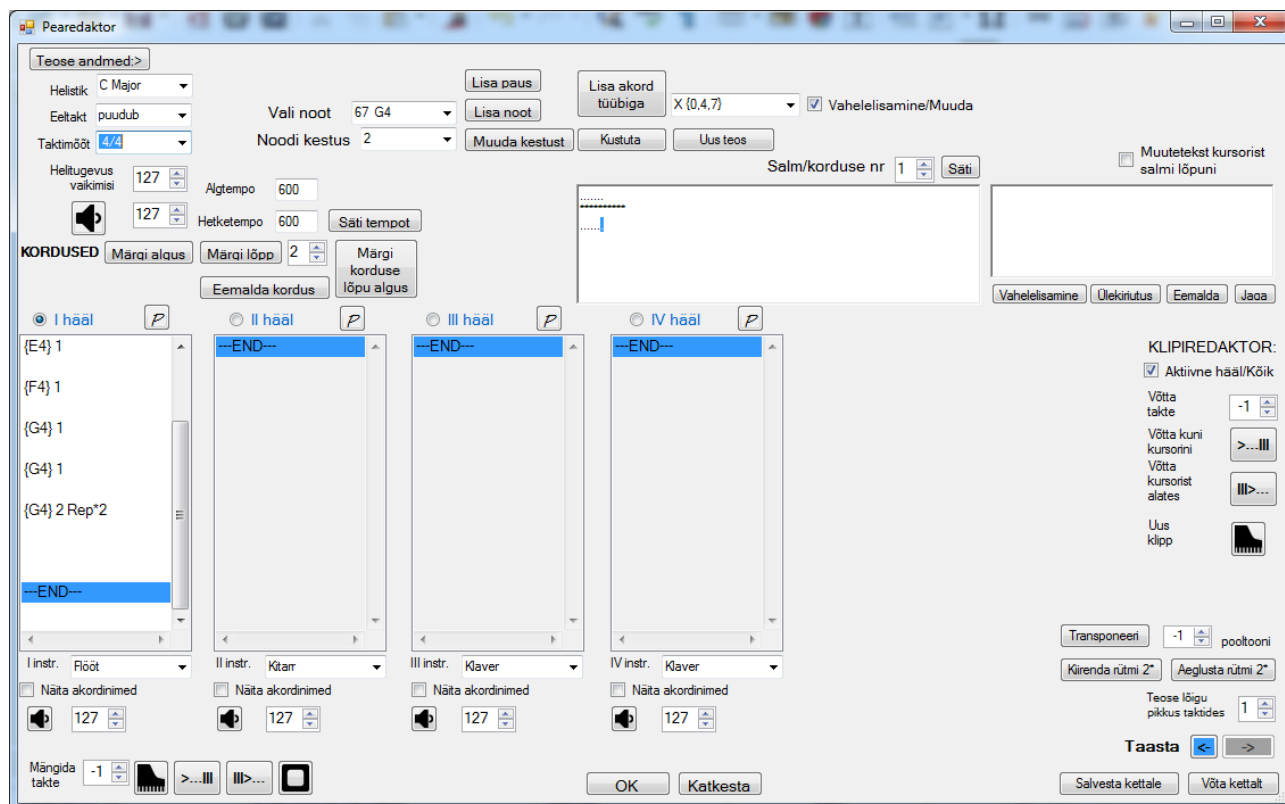 Pearedaktor
Teose andmed:>
Helistik C Major
Eeltakt puudub
Taktimõõt 4/4
Vali noot 67 G4
Noodi kestus 2
Lisa paus
Lisa noot
Muuda kestust
Lisa akord tüübiga
X {0,4,7}
Vahelelisamine/Muuda
Kustuta
Uus teos
Helitugevus vaikimisi 127
127
Algtempo 600
Hetketempo 600
Säti tempot
Salm/korduse nr 1 Säti
Muutetekst kursorist salmi lõpuni
.......
**********
.......
KORDUSED Märgi algus Märgi lõpp 2
Märgi korduse lõpu algus
Eemalda kordus
Vahelelisamine Ülekirjutus Eemalda Jaga
I hääl P
II hääl P
III hääl P
IV hääl P
{E4} 1
{F4} 1
{G4} 1
{G4} 1
{G4} 2 Rep*2
---END---
---END---
---END---
---END---
KLIPIREDAKTOR:
Aktiivne hääl/Kõik
Võtta takte -1
Võtta kuni kursorini >...III
Võtta kursorist alates III>...
Uus klipp
I instr. Flööt
II instr. Kitarr
III instr. Klaver
IV instr. Klaver
Näita akordinimed
Näita akordinimed
Näita akordinimed
Näita akordinimed
127
127
127
127
Transponeeri -1 pooltooni
Kiirenda rütmi 2* Aeglusta rütmi 2*
Teose lõigu pikkus taktides 1
Taasta <- ->
Mängida takte -1 >...III III>...
OK Katkesta
Salvesta kettale Võta kettalt